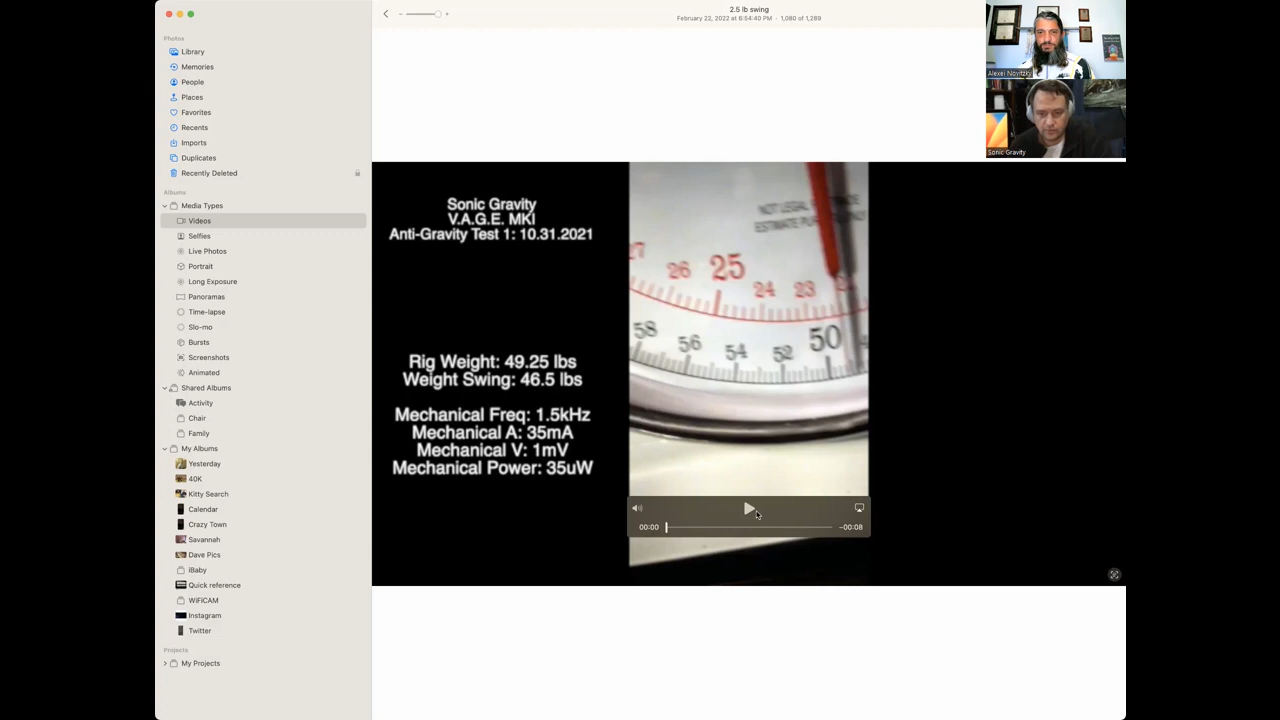 Photos
Library
Memories
People
Places
Favorites
Recents
Imports
Duplicates
Recently Deleted
Albums
Media Types
Videos
Selfies
Live Photos
Portrait
Long Exposure
Panoramas
Time-lapse
Slo-mo
Bursts
Screenshots
Animated
Shared Albums
Activity
Chair
Family
My Albums
Yesterday
40K
Kitty Search
Calendar
Crazy Town
Savannah
Dave Pics
iBaby
Quick reference
WiFiCAM
Instagram
Twitter
Projects
My Projects
2.5 lb swing
February 22, 2022 at 6:54:40 PM · 1,080 of 1,289
Sonic Gravity
V.A.G.E. MKI
Anti-Gravity Test 1: 10.31.2021
Rig Weight: 49.25 lbs
Weight Swing: 46.5 lbs
Mechanical Freq: 1.5kHz
Mechanical A: 35mA
Mechanical V: 1mV
Mechanical Power: 35uW
NOT LEGAL
ESTIMATE
27 26 25 24 23
58 56 54 52 50
00:00
-00:08
Alexei Novitzky
Sonic Gravity